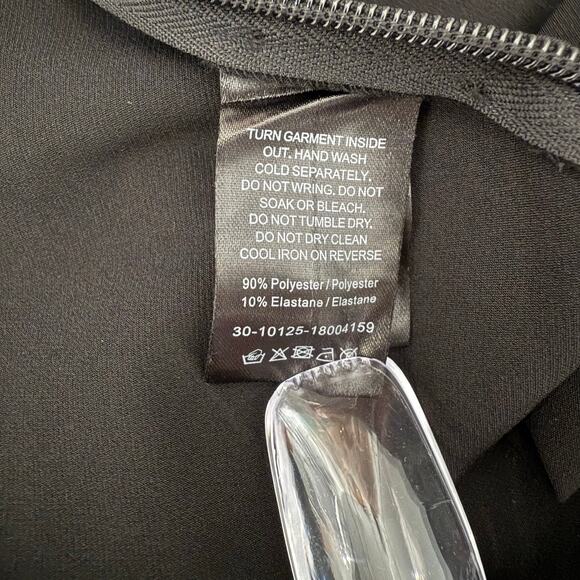 TURN GARMENT INSIDE
OUT. HAND WASH
COLD SEPARATELY.
DO NOT WRING. DO NOT
SOAK OR BLEACH.
DO NOT TUMBLE DRY.
DO NOT DRY CLEAN
COOL IRON ON REVERSE
90% Polyester / Polyester
10% Elastane / Elastane
30-10125-18004159